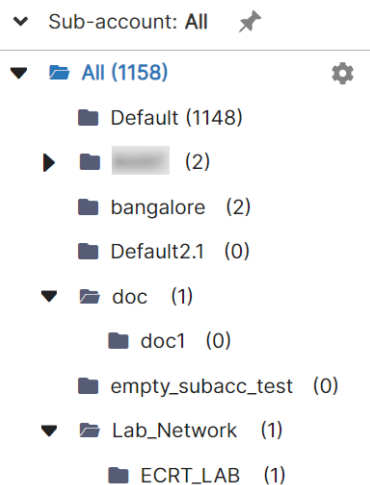 Sub-account: All
All (1158)
Default (1148)
(2)
bangalore (2)
Default2.1 (0)
doc (1)
doc1 (0)
empty_subacc_test (0)
Lab_Network (1)
ECRT_LAB (1)